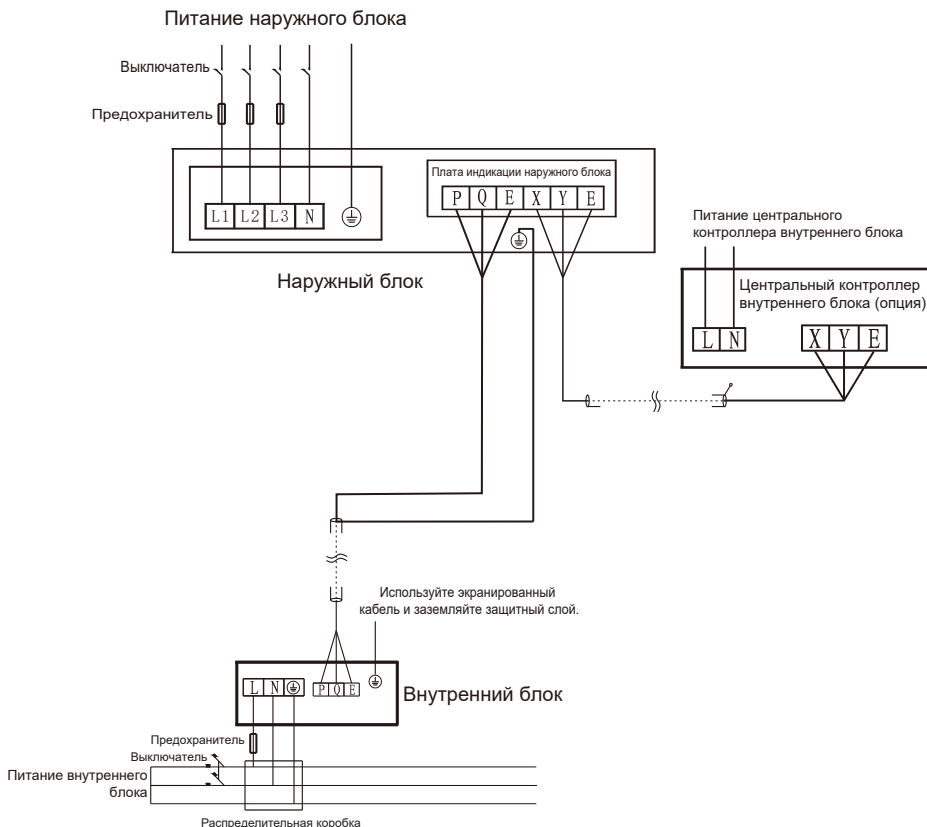 Питание наружного блока
Выключатель
Предохранитель
Плата индикации наружного блока
P Q E X Y E
L1 L2 L3 N
Наружный блок
Питание центрального
контроллера внутреннего блока
Центральный контроллер
внутреннего блока (опция)
L N
X Y E
Используйте экранированный
кабель и заземляйте защитный слой.
L N
P Q E
Внутренний блок
Предохранитель
Выключатель
Питание внутреннего
блока
Распределительная коробка